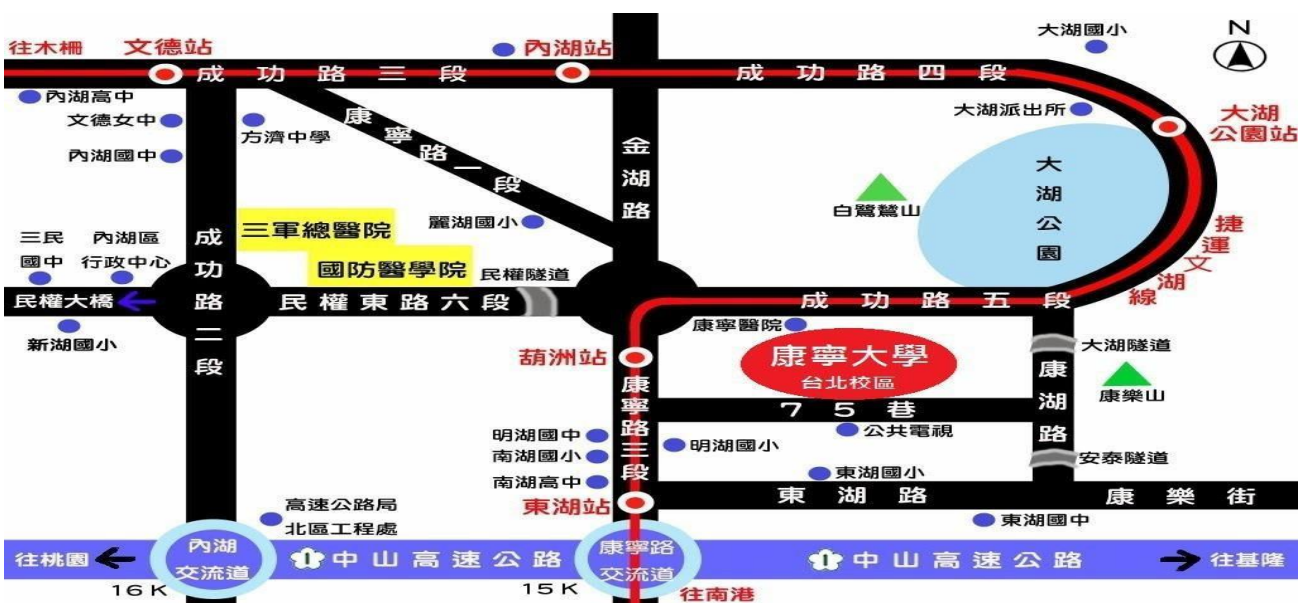 大湖國小
N
往木柵
文德站
內湖站
成功路三段
成功路四段
內湖高中
文德女中
方濟中學
內湖國中
康寧路一段
金湖路
大湖派出所
大湖
公園站
大湖公園
白鷺鷥山
麗湖國小
三軍總醫院
國防醫學院
民權隧道
三民
國中
內湖區
行政中心
成功路二段
捷運文湖線
民權大橋
民權東路六段
成功路五段
新湖國小
康寧醫院
葫洲站
康寧大學
台北校區
大湖隧道
康湖路
康樂山
75巷
康寧路三段
明湖國中
明湖國小
公共電視
南湖國小
安泰隧道
南湖高中
東湖國小
東湖站
東湖路
康樂街
高速公路局
北區工程處
東湖國中
往桃園
內湖
交流道
1
中山高速公路
康寧路
交流道
1
中山高速公路
往基隆
16K
15K
往南港